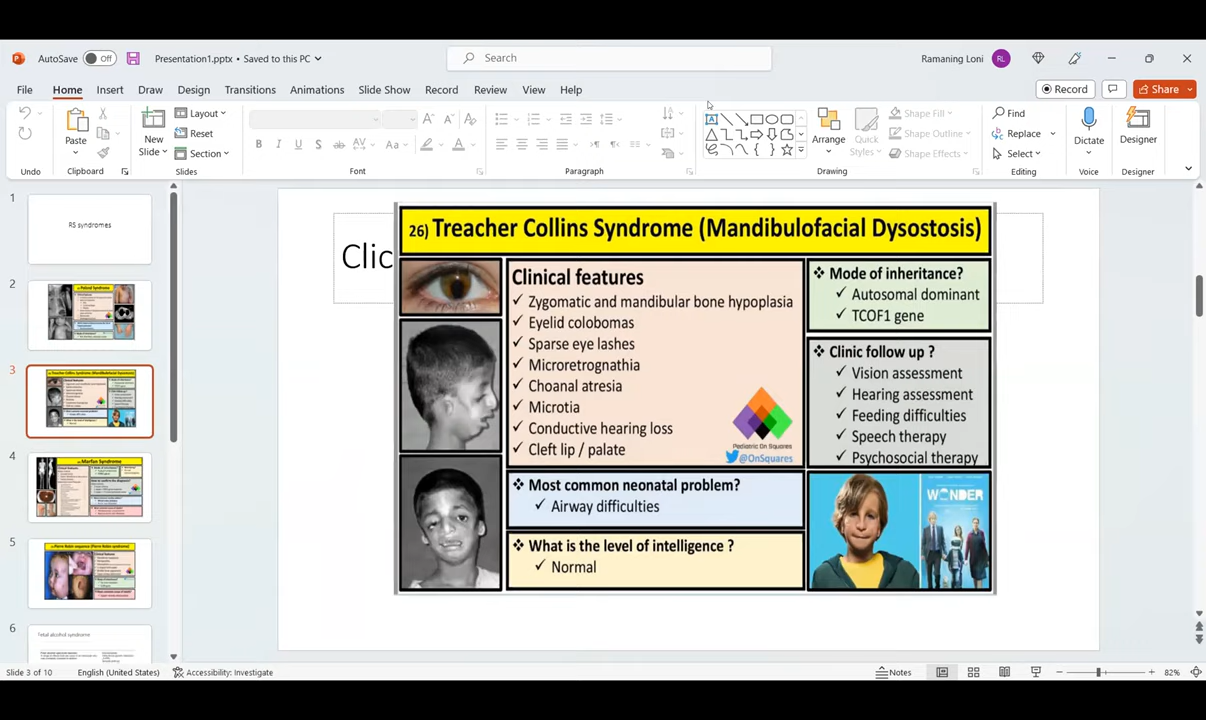 AutoSave Off Presentation1.pptx • Saved to this PC Search Ramaning Loni RL
File Home Insert Draw Design Transitions Animations Slide Show Record Review View Help Record Share
Paste
New Slide
Layout
Reset
Section
B I U S ab AV Aa A
Arrange
Quick Styles
Shape Fill
Shape Outline
Shape Effects
Find
Replace
Select
Dictate
Designer
Undo Clipboard Slides Font Paragraph Drawing Editing Voice Designer
1
RS syndromes
2
3
4
Marfan Syndrome
5
6
Fetal alcohol syndrome
Clic
26) Treacher Collins Syndrome (Mandibulofacial Dysostosis)
Clinical features
✓ Zygomatic and mandibular bone hypoplasia
✓ Eyelid colobomas
✓ Sparse eye lashes
✓ Microretrognathia
✓ Choanal atresia
✓ Microtia
✓ Conductive hearing loss
✓ Cleft lip / palate
Pediatric On Squares
@OnSquares
❖ Most common neonatal problem?
✓ Airway difficulties
❖ What is the level of intelligence ?
✓ Normal
❖ Mode of inheritance?
✓ Autosomal dominant
✓ TCOF1 gene
❖ Clinic follow up ?
✓ Vision assessment
✓ Hearing assessment
✓ Feeding difficulties
✓ Speech therapy
✓ Psychosocial therapy
WONDER
Slide 3 of 10 English (United States) Accessibility: Investigate Notes 82%